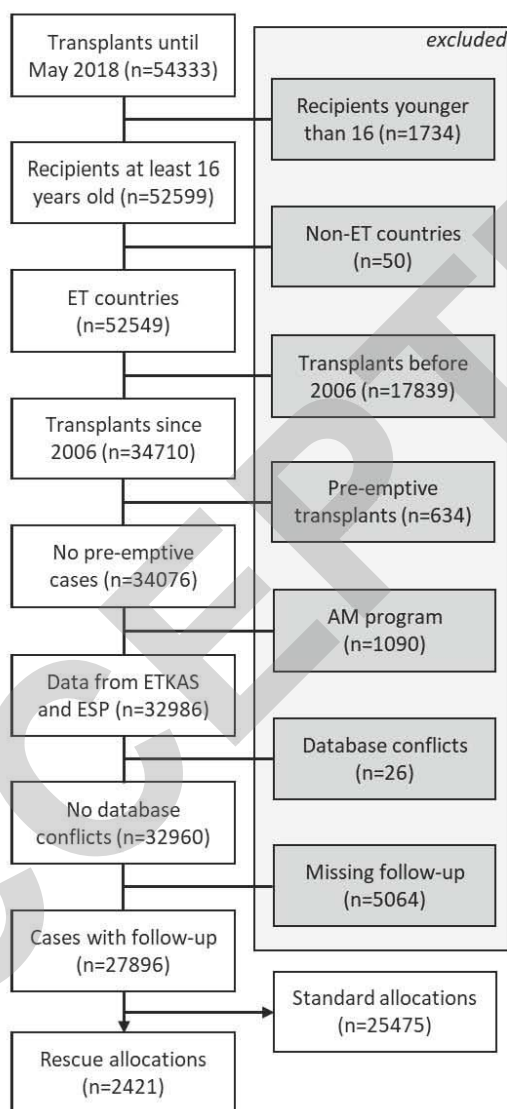 Transplants until
May 2018 (n=54333)
excluded
Recipients younger
than 16 (n=1734)
Recipients at least 16
years old (n=52599)
Non-ET countries
(n=50)
ET countries
(n=52549)
Transplants before
2006 (n=17839)
Transplants since
2006 (n=34710)
Pre-emptive
transplants (n=634)
No pre-emptive
cases (n=34076)
AM program
(n=1090)
Data from ETKAS
and ESP (n=32986)
Database conflicts
(n=26)
No database
conflicts (n=32960)
Missing follow-up
(n=5064)
Cases with follow-up
(n=27896)
Standard allocations
(n=25475)
Rescue allocations
(n=2421)